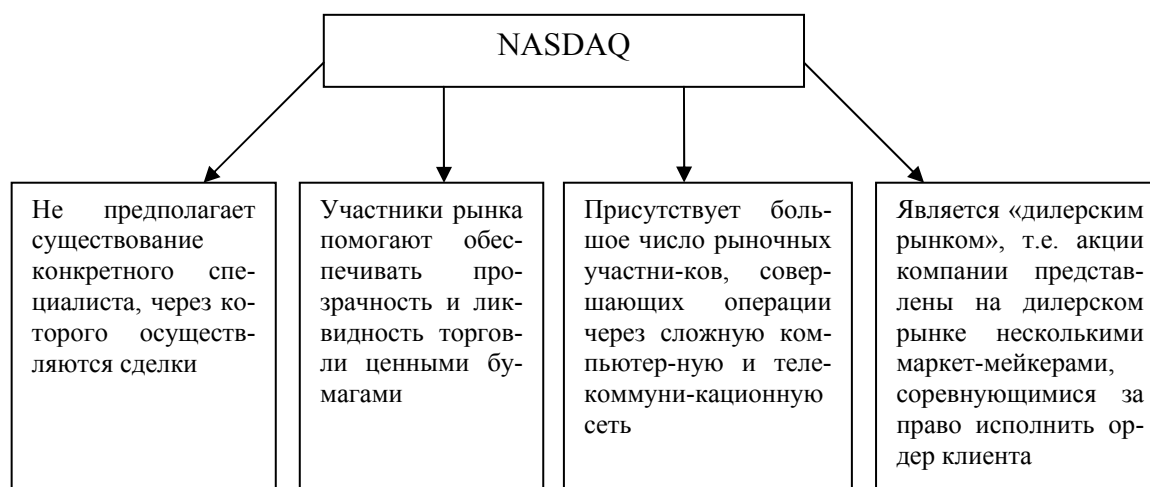 NASDAQ
Не предполагает
существование
конкретного спе-
циалиста, через ко-
торого осуществ-
ляются сделки
Участники рынка
помогают обес-
печивать про-
зрачность и лик-
видность торгов-
ли ценными бу-
магами
Присутствует боль-
шое число рыночных
участни-ков, совер-
шающих операции
через сложную ком-
пьютер-ную и теле-
коммуни-кационную
сеть
Является «дилерским
рынком», т.е. акции
компании представ-
лены на дилерском
рынке несколькими
маркет-мейкерами,
соревнующимися за
право исполнить ор-
дер клиента